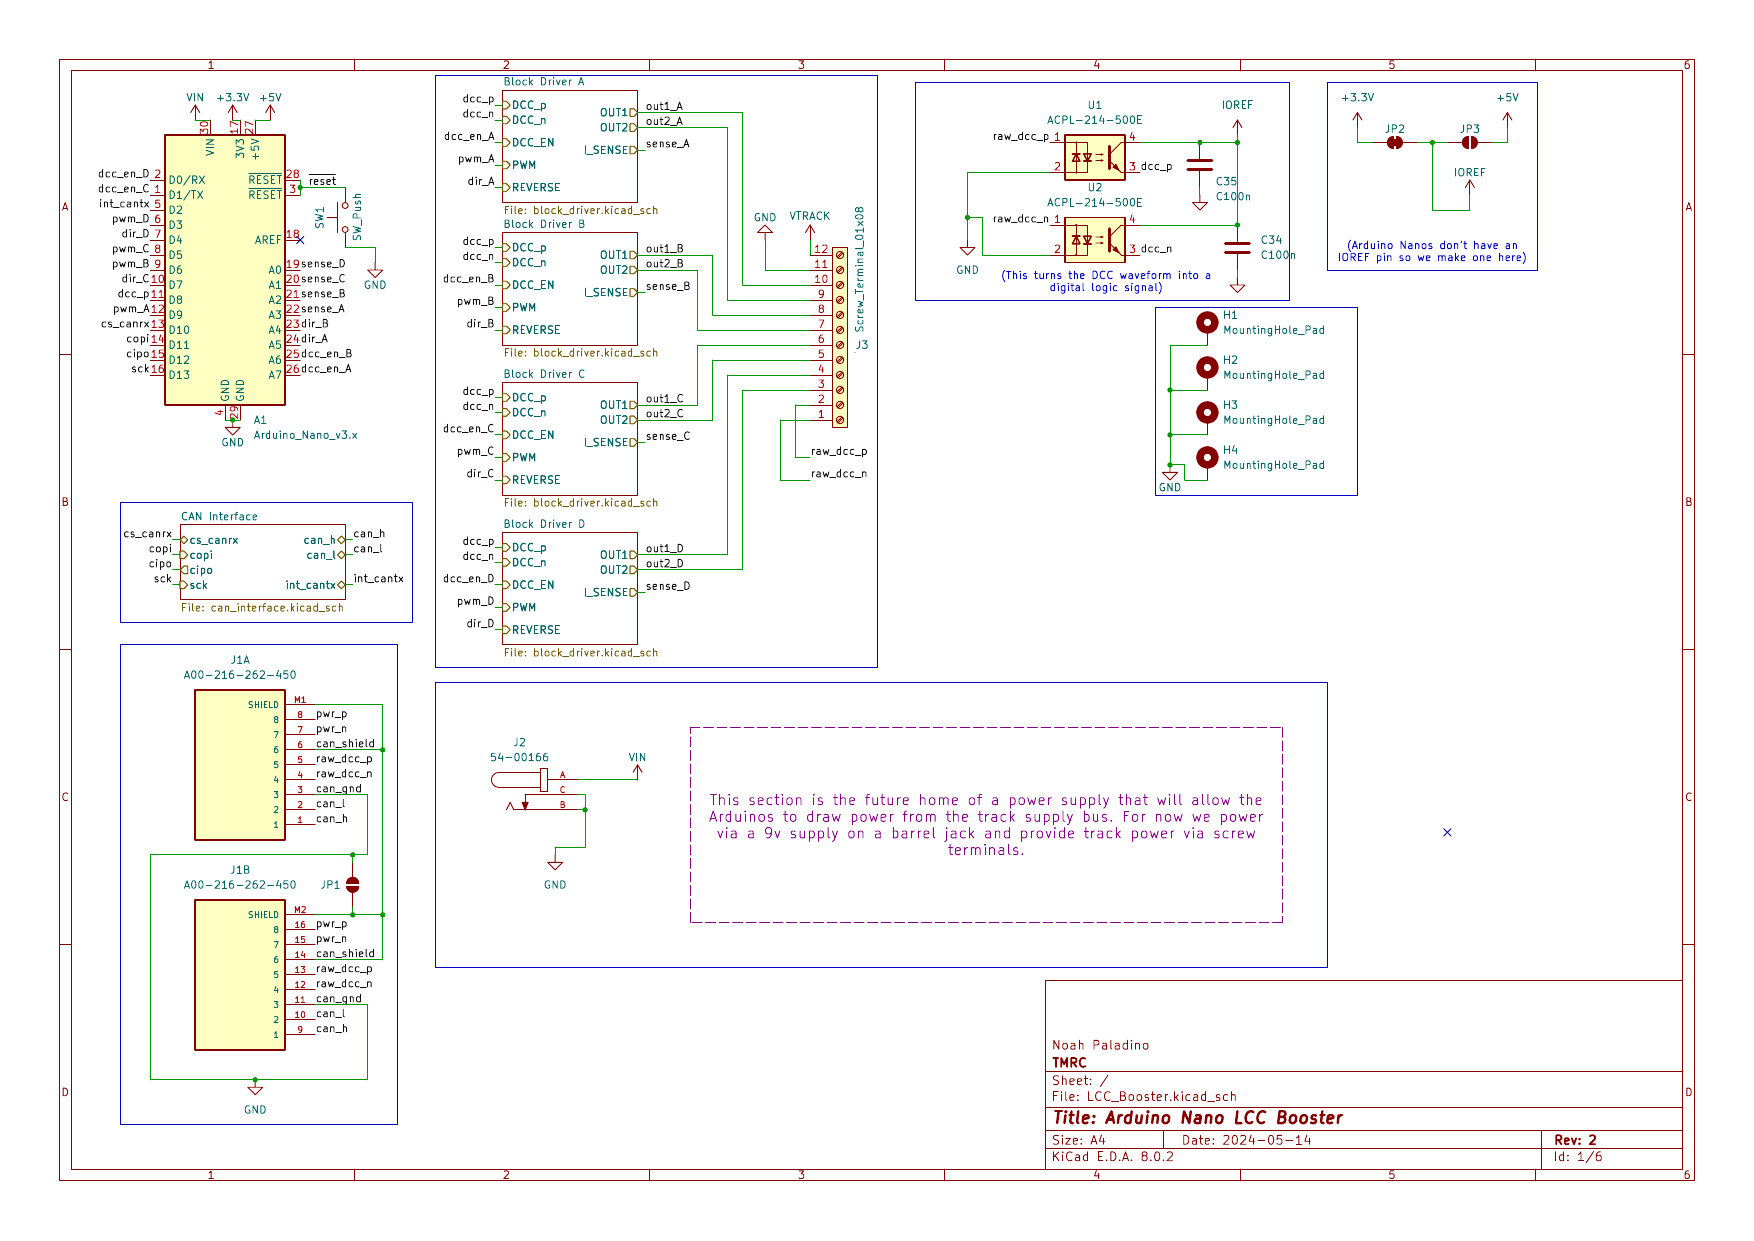 1 2 3 4 5 6
A
B
C
D
VIN +3.3V +5V
30 17 27
VIN 3V3 +5V
dcc_en_D 2 D0/RX
dcc_en_C 1 D1/TX
int_cantx 5 D2
pwm_D 6 D3
dir_D 7 D4
pwm_C 8 D5
pwm_B 9 D6
dir_C 10 D7
dcc_p 11 D8
pwm_A 12 D9
cs_canrx 13 D10
copi 14 D11
cipo 15 D12
sck 16 D13
RESET 28
RESET 3
reset
AREF 18
A0 19 sense_D
A1 20 sense_C
A2 21 sense_B
A3 22 sense_A
A4 23 dir_B
A5 24 dir_A
A6 25 dcc_en_B
A7 26 dcc_en_A
GND GND
4 29
GND
A1
Arduino_Nano_v3.x
SW1
SW_Push
GND
CAN Interface
cs_canrx cs_canrx
copi copi
cipo cipo
sck sck
can_h can_h
can_l can_l
int_cantx int_cantx
File: can_interface.kicad_sch
J1A
A00-216-262-450
SHIELD M1
8 8 pwr_p
7 7 pwr_n
6 6 can_shield
5 5 raw_dcc_p
4 4 raw_dcc_n
3 3 can_gnd
2 2 can_l
1 1 can_h
J1B
A00-216-262-450
JP1
SHIELD M2
8 16 pwr_p
7 15 pwr_n
6 14 can_shield
5 13 raw_dcc_p
4 12 raw_dcc_n
3 11 can_gnd
2 10 can_l
1 9 can_h
GND
Block Driver A
dcc_p DCC_p
dcc_n DCC_n
dcc_en_A DCC_EN
pwm_A PWM
dir_A REVERSE
OUT1 out1_A
OUT2 out2_A
I_SENSE sense_A
File: block_driver.kicad_sch
Block Driver B
dcc_p DCC_p
dcc_n DCC_n
dcc_en_B DCC_EN
pwm_B PWM
dir_B REVERSE
OUT1 out1_B
OUT2 out2_B
I_SENSE sense_B
File: block_driver.kicad_sch
Block Driver C
dcc_p DCC_p
dcc_n DCC_n
dcc_en_C DCC_EN
pwm_C PWM
dir_C REVERSE
OUT1 out1_C
OUT2 out2_C
I_SENSE sense_C
File: block_driver.kicad_sch
Block Driver D
dcc_p DCC_p
dcc_n DCC_n
dcc_en_D DCC_EN
pwm_D PWM
dir_D REVERSE
OUT1 out1_D
OUT2 out2_D
I_SENSE sense_D
File: block_driver.kicad_sch
GND VTRACK
12
11
10
9
8
7
6
5
4
3
2
1
Screw_Terminal_01x08
J3
raw_dcc_p
raw_dcc_n
U1
ACPL-214-500E
raw_dcc_p 1 4
2 3 dcc_p
U2
ACPL-214-500E
raw_dcc_n 1 4
2 3 dcc_n
GND
IOREF
C35
C100n
C34
C100n
(This turns the DCC waveform into a
digital logic signal)
+3.3V +5V
JP2 JP3
IOREF
(Arduino Nanos don't have an
IOREF pin so we make one here)
H1
MountingHole_Pad
H2
MountingHole_Pad
H3
MountingHole_Pad
H4
MountingHole_Pad
GND
J2
54-00166
A
C
B
VIN
GND
This section is the future home of a power supply that will allow the
Arduinos to draw power from the track supply bus. For now we power
via a 9v supply on a barrel jack and provide track power via screw
terminals.
Noah Paladino
TMRC
Sheet: /
File: LCC_Booster.kicad_sch
Title: Arduino Nano LCC Booster
Size: A4 Date: 2024-05-14 Rev: 2
KiCad E.D.A. 8.0.2 Id: 1/6
A
B
C
D
1 2 3 4 5 6